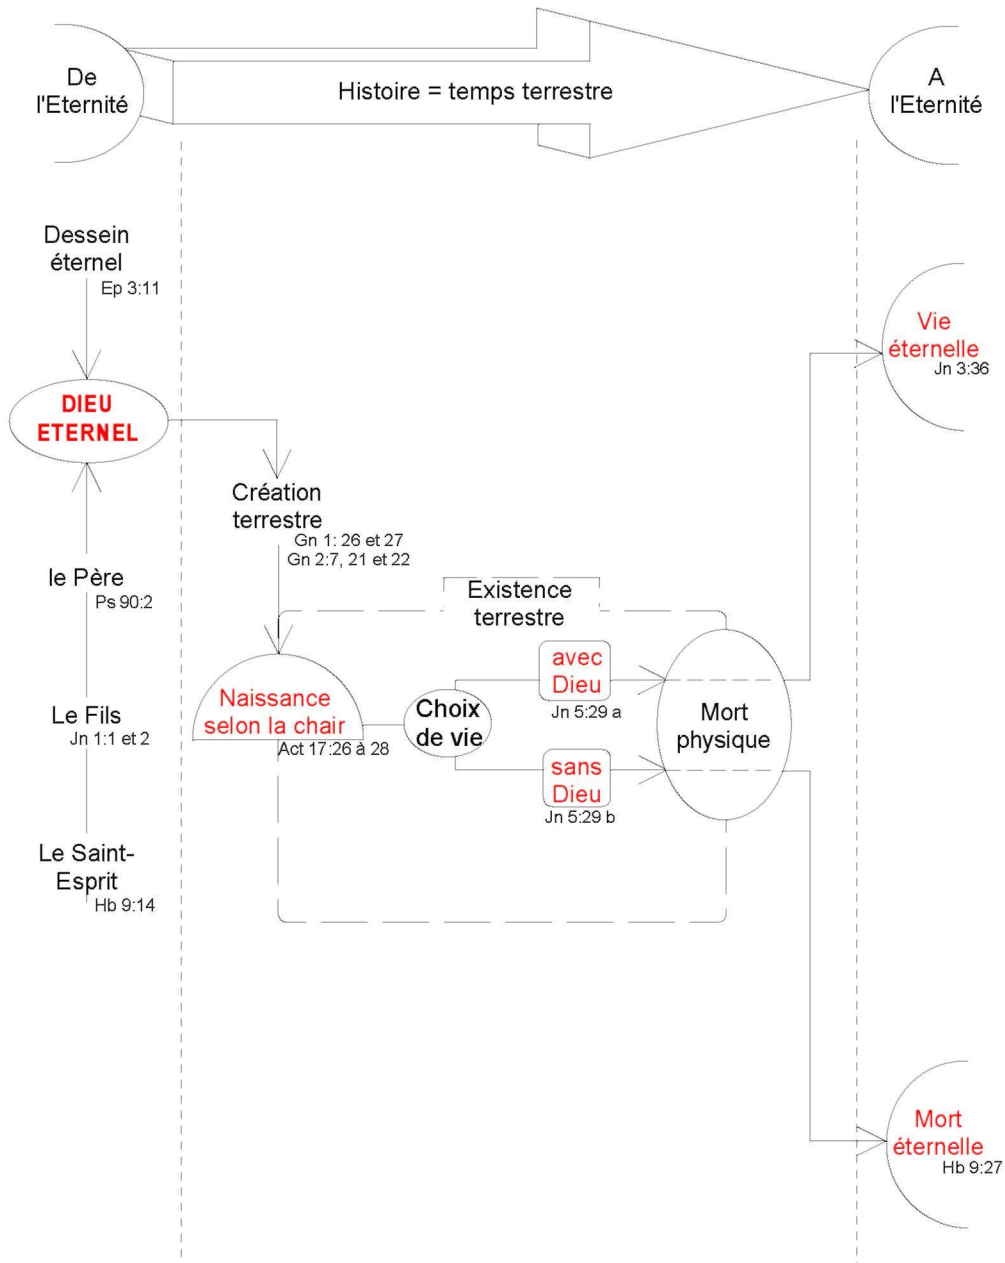 De
l'Eternité
Histoire = temps terrestre
A
l'Eternité
Dessein
éternel
Ep 3:11
DIEU
ETERNEL
le Père
Ps 90:2
Le Fils
Jn 1:1 et 2
Le Saint-
Esprit
Hb 9:14
Création
terrestre
Gn 1: 26 et 27
Gn 2:7, 21 et 22
Existence
terrestre
Naissance
selon la chair
Act 17:26 à 28
Choix
de vie
avec
Dieu
Jn 5:29 a
sans
Dieu
Jn 5:29 b
Mort
physique
Vie
éternelle
Jn 3:36
Mort
éternelle
Hb 9:27